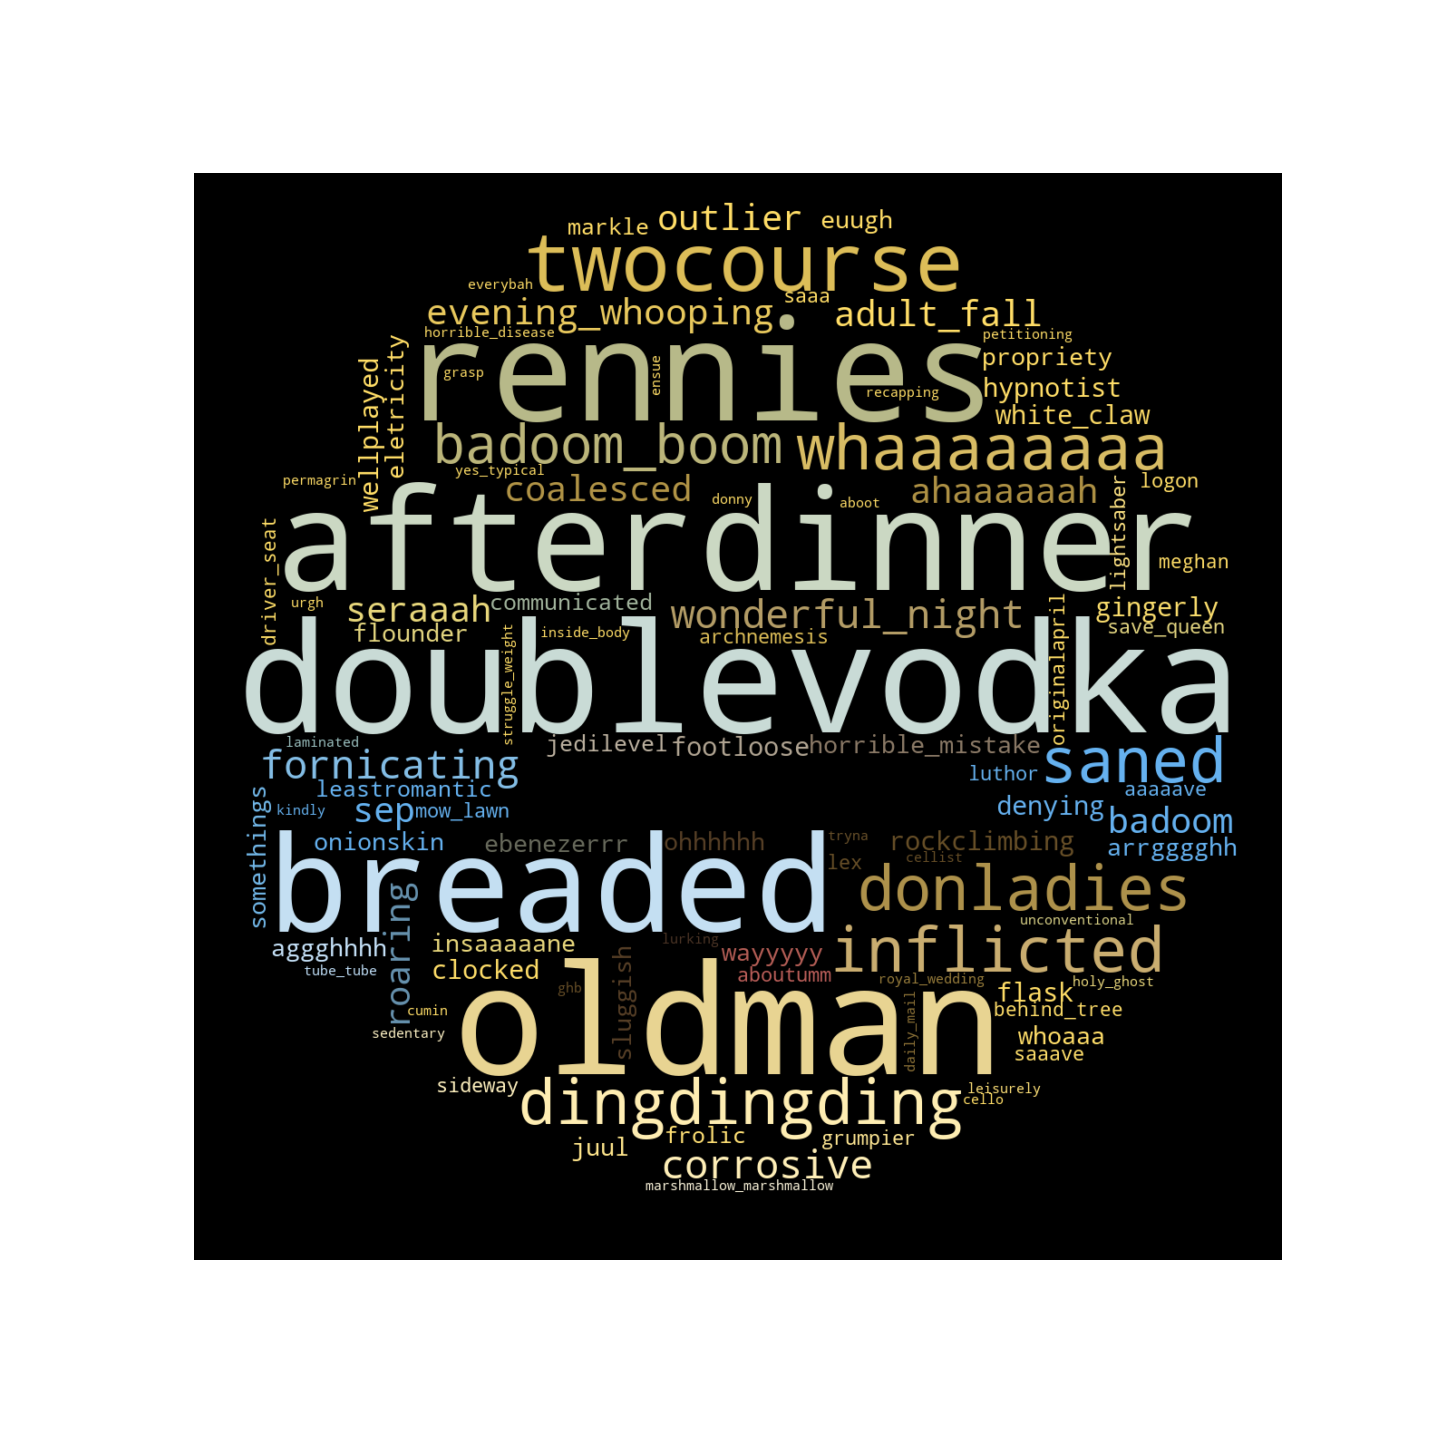 markle outlier euugh
twocourse
everybah saaa
evening_whooping adult_fall
horrible_disease petitioning
rennies propriety
grasp ensue hypnotist
recapping white_claw
wellplayed eletricity
badoom_boom whaaaaaaaa
yes_typical
permagrin coalesced ahaaaaaah logon
donny aboot lightsaber
afterdinner meghan
driver_seat
urgh seraaah communicated wonderful_night gingerly
flounder inside_body archnemesis save_queen
struggle_weight originalapril
doublevodka
laminated jedilevel footloose horrible_mistake
fornicating luthor saned
leastromantic aaaaave
kindly sep mow_lawn denying badoom
somethings onionskin ebenezerrr ohhhhhh tryna rockclimbing arrgggghh
cellist lex
breaded donladies
roaring unconventional
aggghhhh insaaaaane lurking wayyyyy inflicted
tube_tube clocked aboutumm royal_wedding holy_ghost
sluggish ghb flask
cumin daily_mail behind_tree
sedentary oldman whoaaa
saaave
sideway leisurely
dingdingding cello
juul frolic grumpier
corrosive
marshmallow_marshmallow